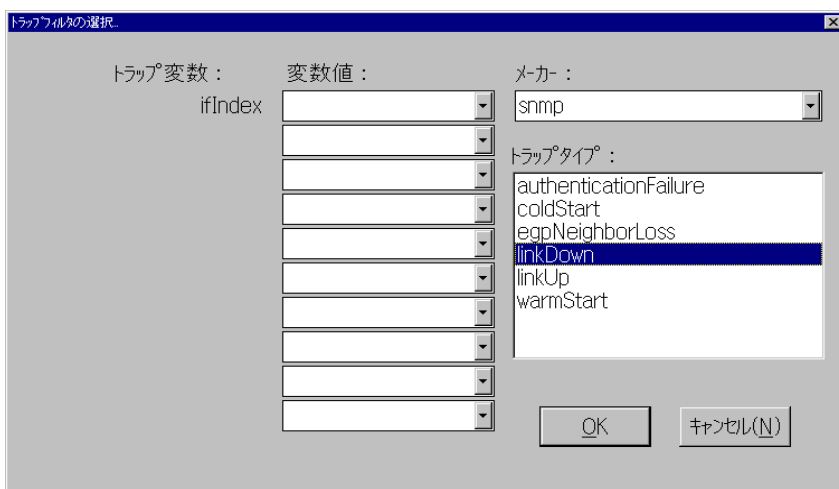 トラップフィルタの選択...
トラップ変数：
変数値：
メーカー：
ifIndex
snmp
トラップタイプ：
authenticationFailure
coldStart
egpNeighborLoss
linkDown
linkUp
warmStart
OK
キャンセル(N)